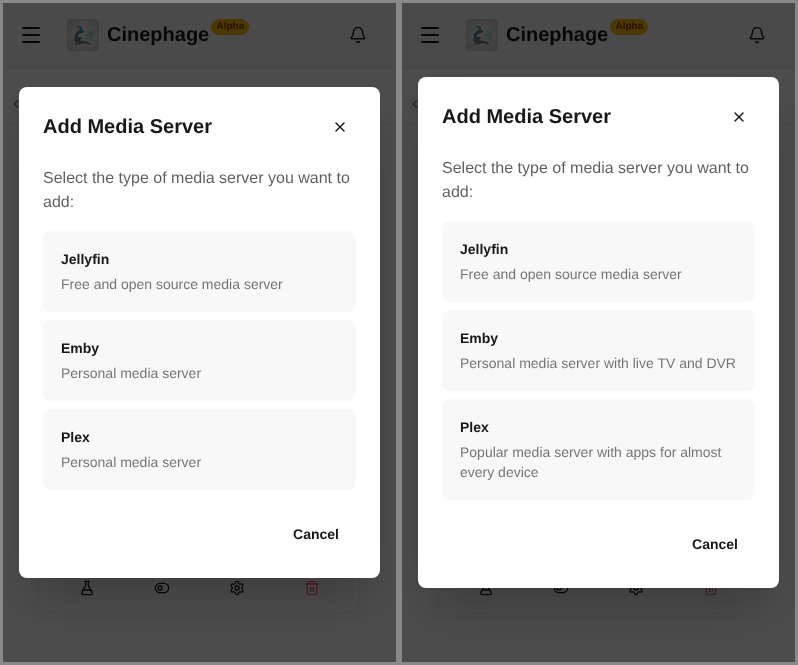 Cinephage Alpha
Add Media Server
Select the type of media server you want to
add:
Jellyfin
Free and open source media server
Emby
Personal media server
Plex
Personal media server
Cancel
Cinephage Alpha
Add Media Server
Select the type of media server you want to
add:
Jellyfin
Free and open source media server
Emby
Personal media server with live TV and DVR
Plex
Popular media server with apps for almost
every device
Cancel